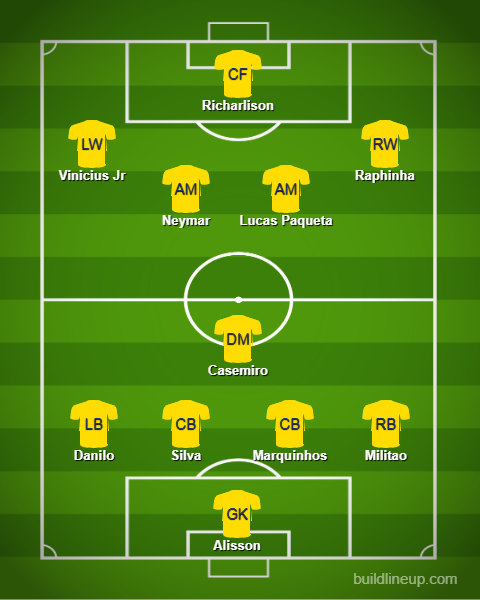 CF
Richarlison
LW
RW
Vinicius Jr
Raphinha
AM
AM
Neymar
Lucas Paqueta
DM
Casemiro
LB
CB
CB
RB
Danilo
Silva
Marquinhos
Militao
GK
Alisson
buildlineup.com